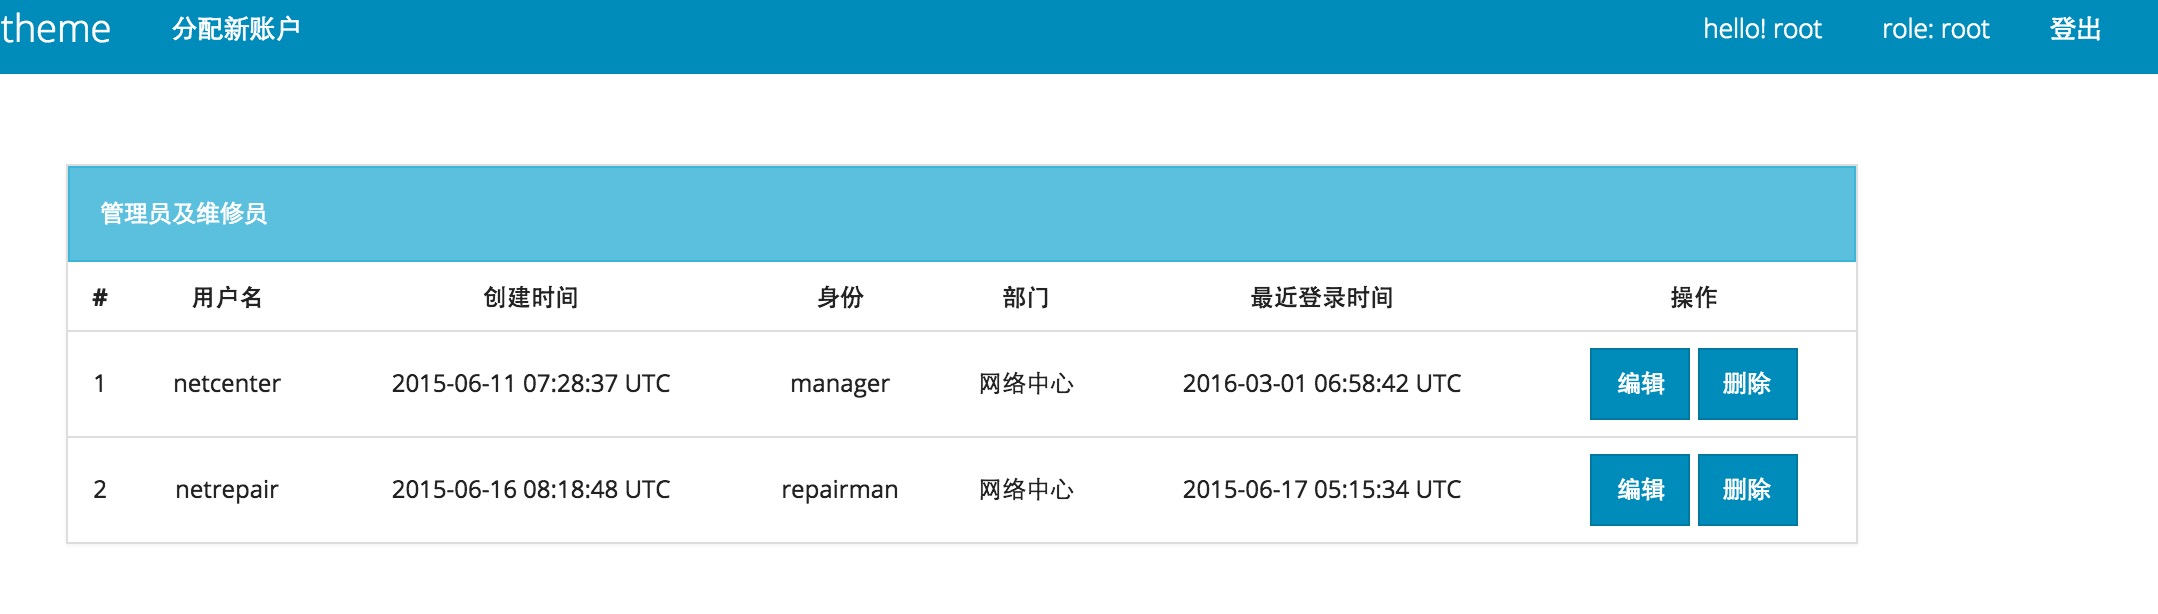 theme 分配新账户 hello! root role: root 登出
管理员及维修员
# 用户名 创建时间 身份 部门 最近登录时间 操作
1 netcenter 2015-06-11 07:28:37 UTC manager 网络中心 2016-03-01 06:58:42 UTC 编辑 删除
2 netrepair 2015-06-16 08:18:48 UTC repairman 网络中心 2015-06-17 05:15:34 UTC 编辑 删除